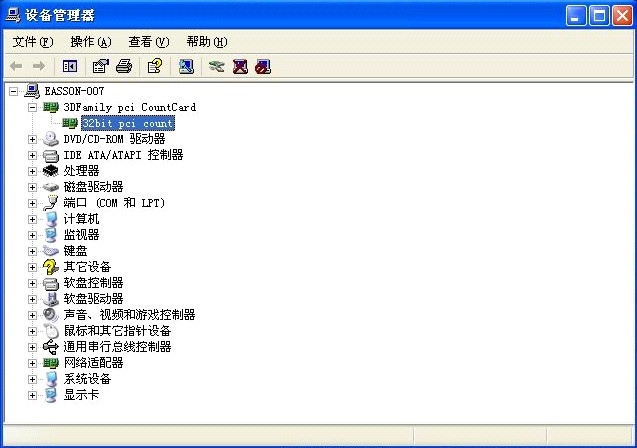 设备管理器
文件(F) 操作(A) 查看(V) 帮助(H)
EASSON-007
3DFamily pci CountCard
32bit pci count
DVD/CD-ROM 驱动器
IDE ATA/ATAPI 控制器
处理器
磁盘驱动器
端口 (COM 和 LPT)
计算机
监视器
键盘
其它设备
软盘控制器
软盘驱动器
声音、视频和游戏控制器
鼠标和其它指针设备
通用串行总线控制器
网络适配器
系统设备
显示卡